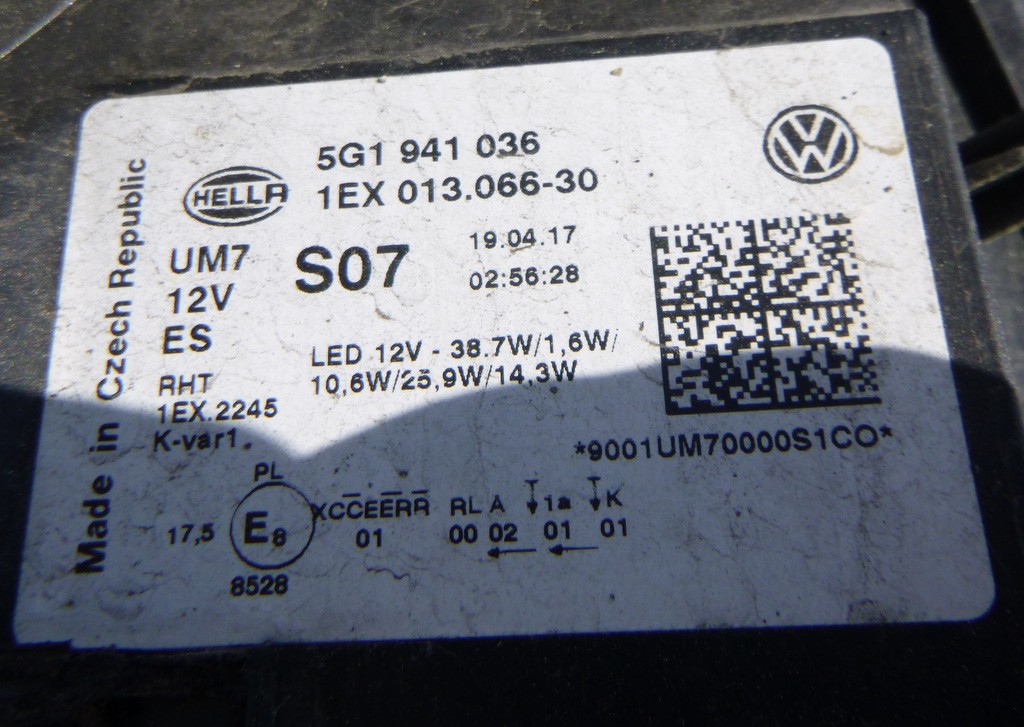 Made in Czech Republic
HELLA
5G1 941 036
1EX 013.066-30
VW
UM7
12V
ES
S07
19.04.17
02:56:28
LED 12V - 38.7W/1,6W/
10,6W/25,9W/14,3W
RHT
1EX.2245
K-var1.
*9001UM70000S1CO*
PL
17,5 E8 XCCEERR RL A 1a K
01 00 02 01 01
8528